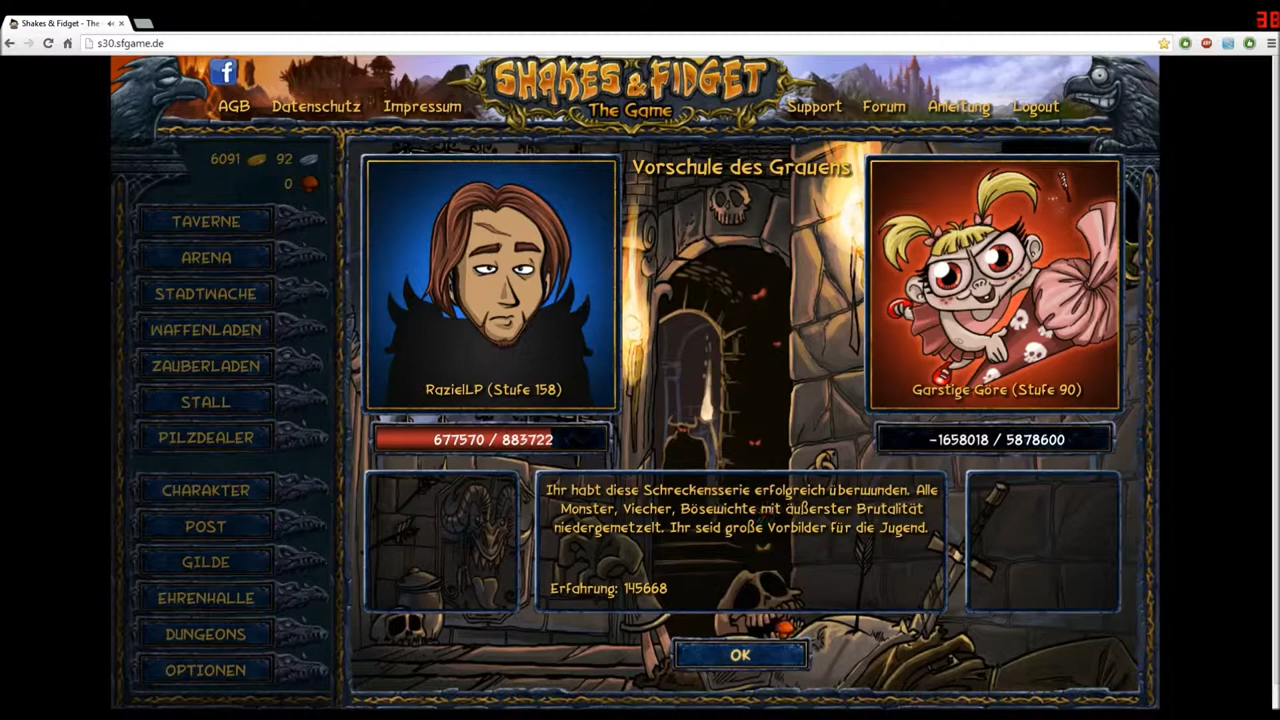 38
Shakes & Fidget - The
s30.sfgame.de
SHAKES & FIDGET
The Game
AGB Datenschutz Impressum
Support Forum Anleitung Logout
6091 92
0
TAVERNE
ARENA
STADTWACHE
WAFFENLADEN
ZAUBERLADEN
STALL
PILZDEALER
CHARAKTER
POST
GILDE
EHRENHALLE
DUNGEONS
OPTIONEN
Vorschule des Grauens
RazielLP (Stufe 158)
Garstige Göre (Stufe 90)
677570 / 883722
-1658018 / 5878600
Ihr habt diese Schreckensserie erfolgreich überwunden. Alle
Monster, Viecher, Bösewichte mit äußerster Brutalität
niedergemetzelt. Ihr seid große Vorbilder für die Jugend.
Erfahrung: 145668
OK